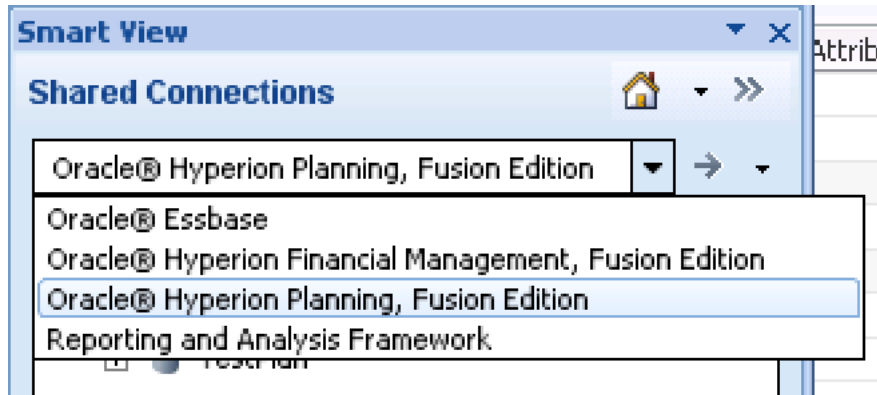 Smart View
Attrib
Shared Connections
Oracle® Hyperion Planning, Fusion Edition
Oracle® Essbase
Oracle® Hyperion Financial Management, Fusion Edition
Oracle® Hyperion Planning, Fusion Edition
Reporting and Analysis Framework
TestPlan